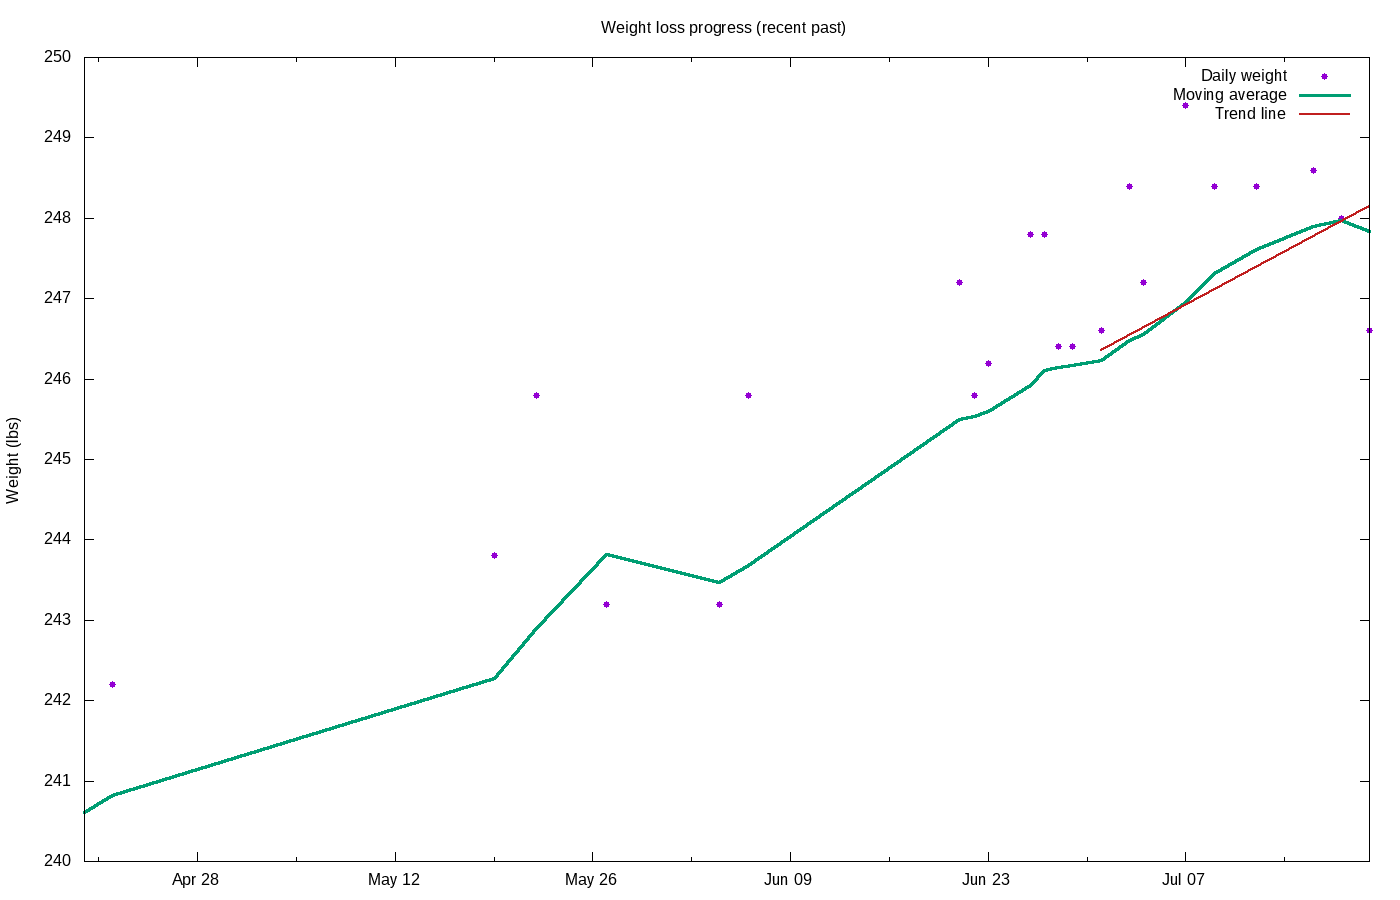 Weight loss progress (recent past)
250
249
248
247
246
245
244
243
242
241
240
Weight (lbs)
Daily weight
Moving average
Trend line
Apr 28 May 12 May 26 Jun 09 Jun 23 Jul 07